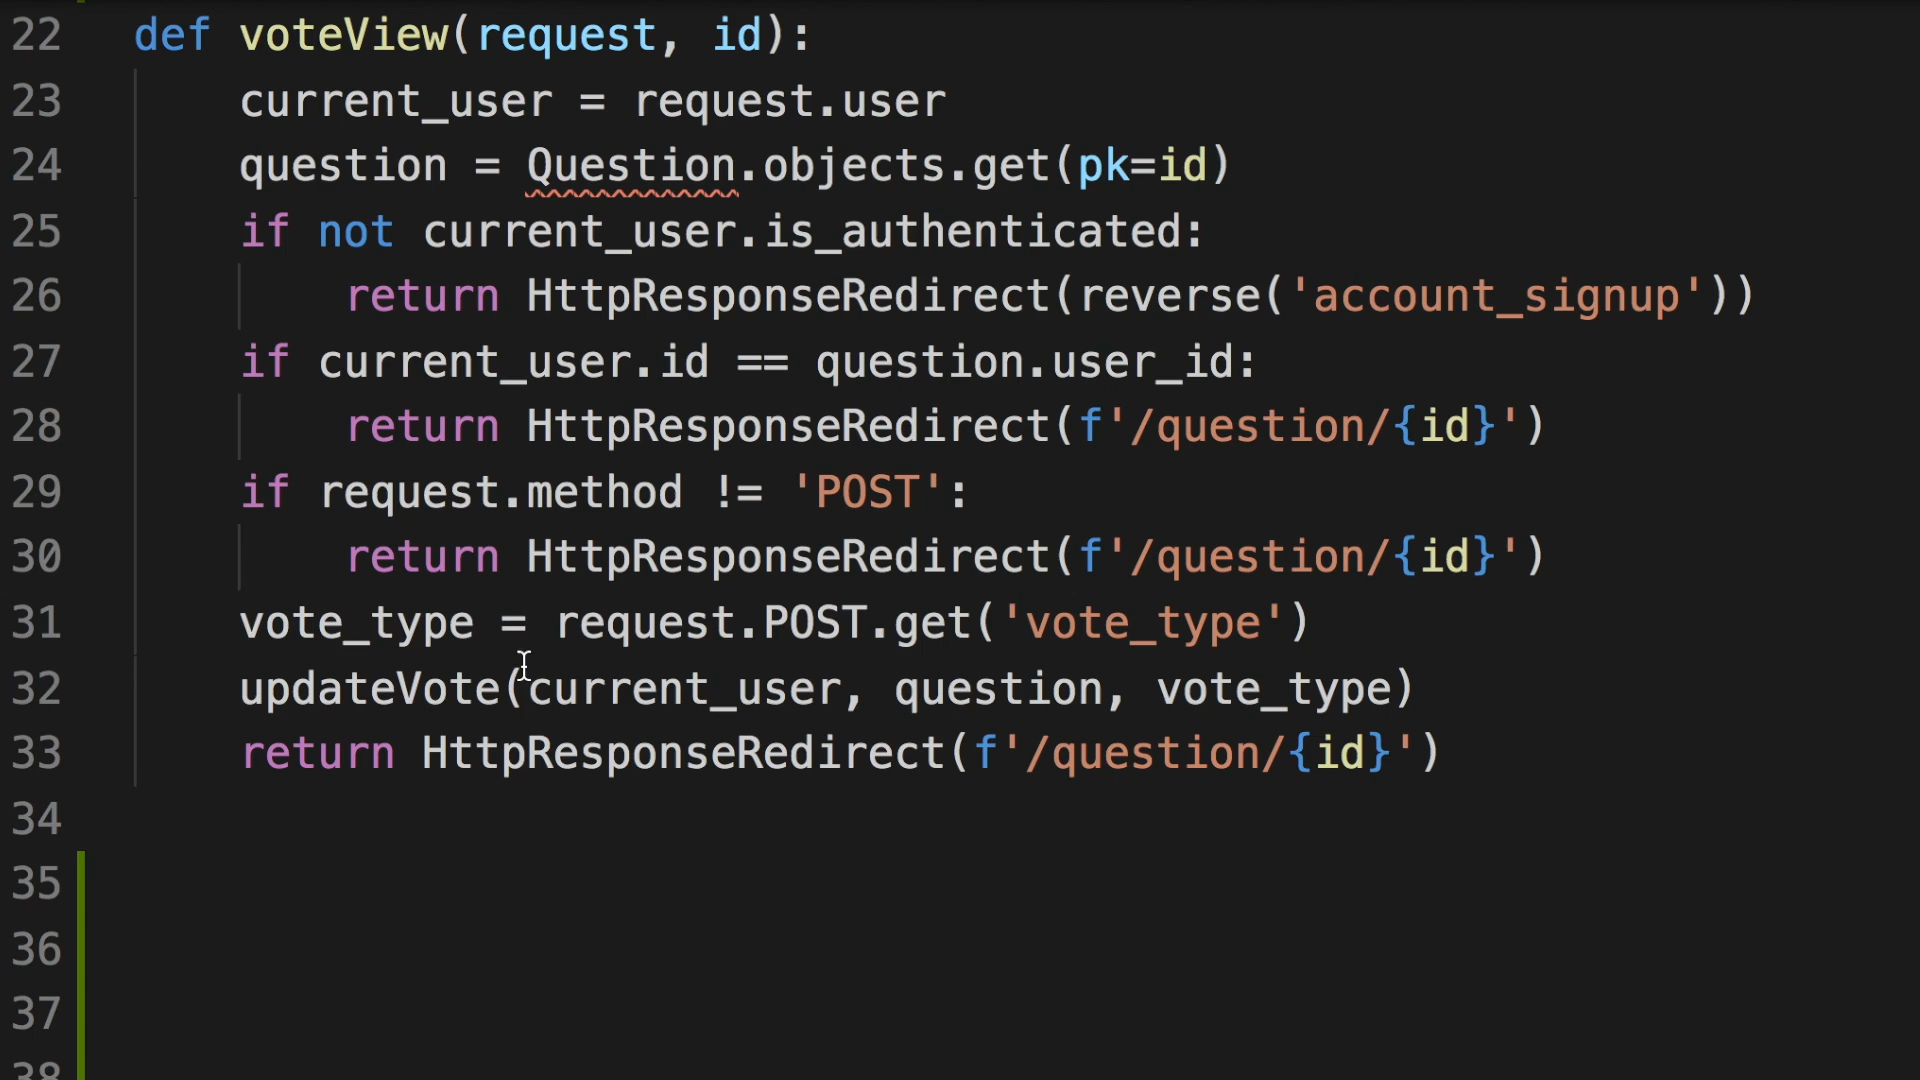 22 def voteView(request, id):
23 current_user = request.user
24 question = Question.objects.get(pk=id)
25 if not current_user.is_authenticated:
26 return HttpResponseRedirect(reverse('account_signup'))
27 if current_user.id == question.user_id:
28 return HttpResponseRedirect(f'/question/{id}')
29 if request.method != 'POST':
30 return HttpResponseRedirect(f'/question/{id}')
31 vote_type = request.POST.get('vote_type')
32 updateVote(current_user, question, vote_type)
33 return HttpResponseRedirect(f'/question/{id}')
34
35
36
37
38